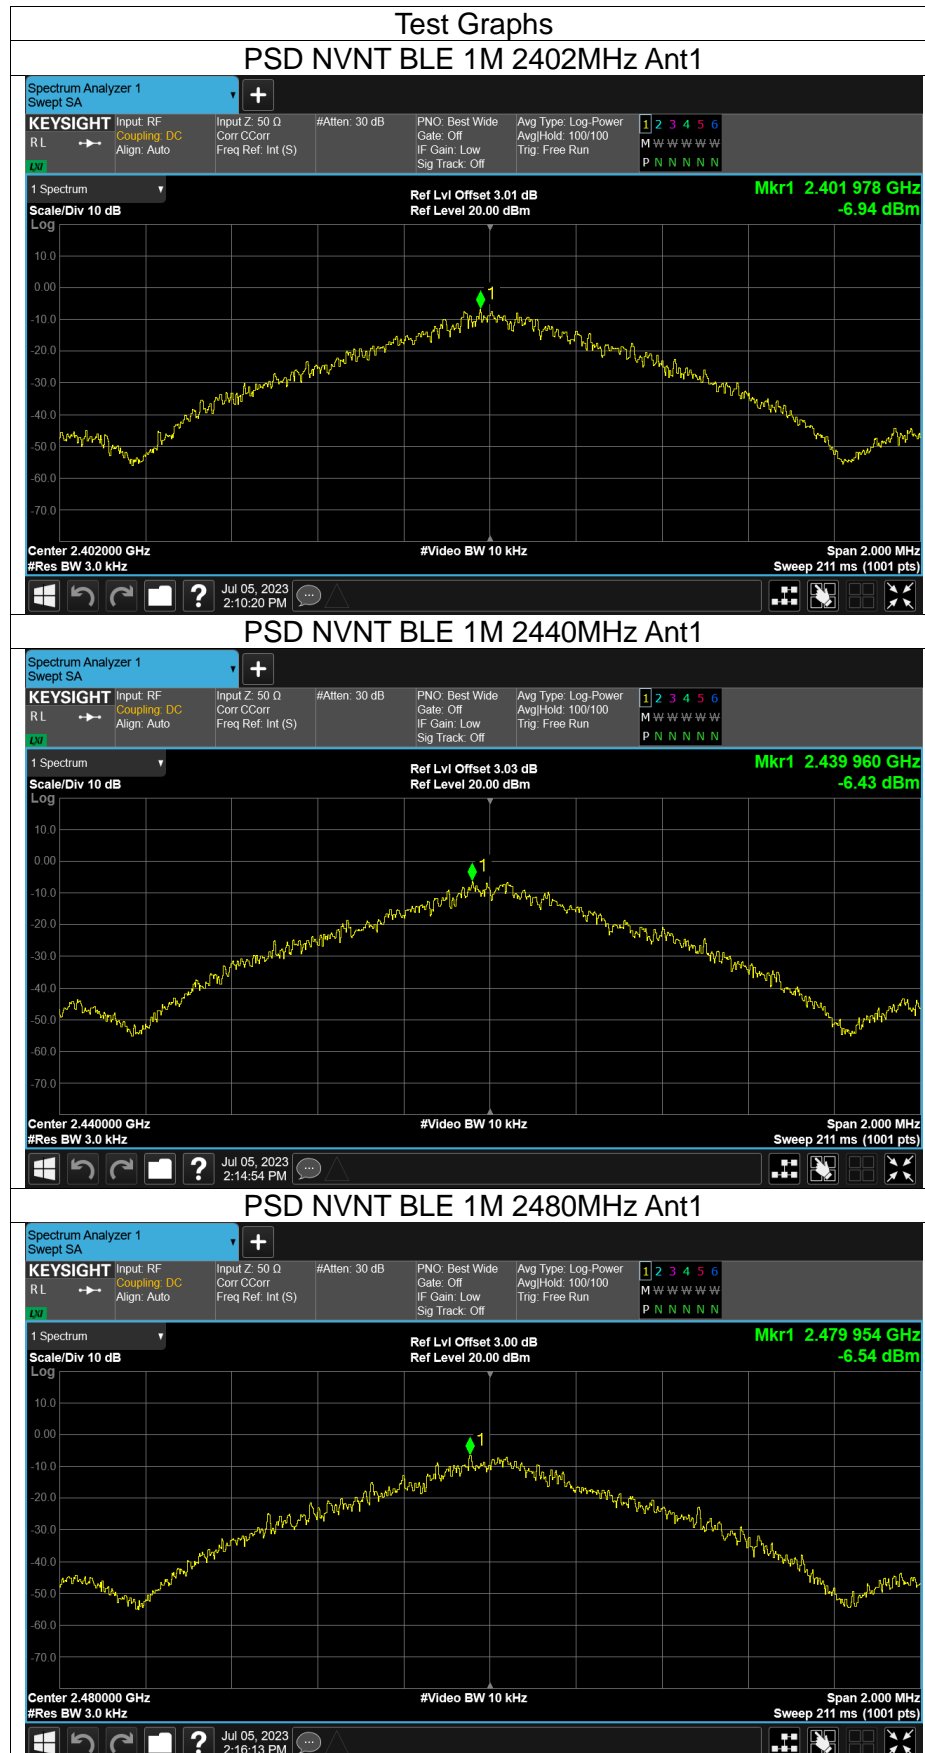 Test Graphs
PSD NVNT BLE 1M 2402MHz Ant1
Spectrum Analyzer 1
Swept SA
KEYSIGHT Input: RF Input Z: 50 Ω #Atten: 30 dB PNO: Best Wide Avg Type: Log-Power 1 2 3 4 5 6
RL Coupling: DC Corr CCorr Gate: Off Avg|Hold: 100/100 M W W W W W
Align: Auto Freq Ref: Int (S) IF Gain: Low Trig: Free Run
LXI Sig Track: Off P N N N N N
1 Spectrum Ref Lvl Offset 3.01 dB Mkr1 2.401 978 GHz
Scale/Div 10 dB Ref Level 20.00 dBm -6.94 dBm
Log
10.0
0.00
1
-10.0
-20.0
-30.0
-40.0
-50.0
-60.0
-70.0
Center 2.402000 GHz #Video BW 10 kHz Span 2.000 MHz
#Res BW 3.0 kHz Sweep 211 ms (1001 pts)
? Jul 05, 2023
2:10:20 PM
PSD NVNT BLE 1M 2440MHz Ant1
Spectrum Analyzer 1
Swept SA
KEYSIGHT Input: RF Input Z: 50 Ω #Atten: 30 dB PNO: Best Wide Avg Type: Log-Power 1 2 3 4 5 6
RL Coupling: DC Corr CCorr Gate: Off Avg|Hold: 100/100 M W W W W W
Align: Auto Freq Ref: Int (S) IF Gain: Low Trig: Free Run
LXI Sig Track: Off P N N N N N
1 Spectrum Ref Lvl Offset 3.03 dB Mkr1 2.439 960 GHz
Scale/Div 10 dB Ref Level 20.00 dBm -6.43 dBm
Log
10.0
0.00
1
-10.0
-20.0
-30.0
-40.0
-50.0
-60.0
-70.0
Center 2.440000 GHz #Video BW 10 kHz Span 2.000 MHz
#Res BW 3.0 kHz Sweep 211 ms (1001 pts)
? Jul 05, 2023
2:14:54 PM
PSD NVNT BLE 1M 2480MHz Ant1
Spectrum Analyzer 1
Swept SA
KEYSIGHT Input: RF Input Z: 50 Ω #Atten: 30 dB PNO: Best Wide Avg Type: Log-Power 1 2 3 4 5 6
RL Coupling: DC Corr CCorr Gate: Off Avg|Hold: 100/100 M W W W W W
Align: Auto Freq Ref: Int (S) IF Gain: Low Trig: Free Run
LXI Sig Track: Off P N N N N N
1 Spectrum Ref Lvl Offset 3.00 dB Mkr1 2.479 954 GHz
Scale/Div 10 dB Ref Level 20.00 dBm -6.54 dBm
Log
10.0
0.00
1
-10.0
-20.0
-30.0
-40.0
-50.0
-60.0
-70.0
Center 2.480000 GHz #Video BW 10 kHz Span 2.000 MHz
#Res BW 3.0 kHz Sweep 211 ms (1001 pts)
? Jul 05, 2023
2:16:13 PM